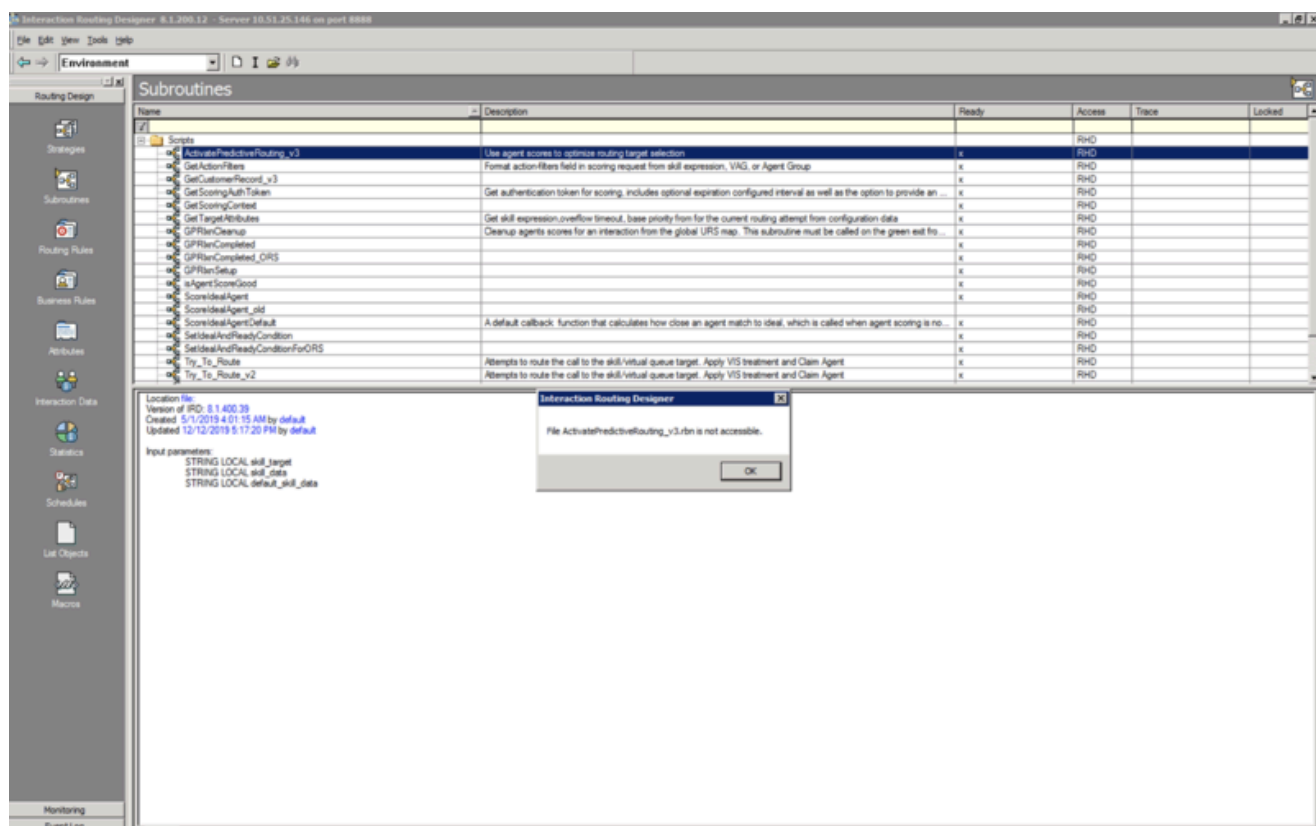 Interaction Routing Designer 8.1.200.12 - Server 10.51.25.146 on port 8888
File Edit View Tools Help
Environment
Routing Design
Subroutines
Name Description Ready Access Trace Locked
Scripts RHD
ActivatePredictiveRouting_v3 Use agent scores to optimize routing target selection x RHD
GetActionFilters Format action-filters field in scoring request from skill expression, VAG, or Agent Group x RHD
GetCustomerRecord_v3 x RHD
GetScoringAuthToken Get authentication token for scoring, includes optional expiration configured interval as well as the option to provide an ... x RHD
GetScoringContext x RHD
GetTargetAttributes Get skill expression,overflow timeout, base priority from for the current routing attempt from configuration data x RHD
GPRIxnCleanup Cleanup agents scores for an interaction from the global URS map. This subroutine must be called on the green exit fro... x RHD
GPRIxnCompleted x RHD
GPRIxnCompleted_ORS x RHD
GPRIxnSetup x RHD
isAgentScoreGood x RHD
ScoreIdealAgent x RHD
ScoreIdealAgent_old RHD
ScoreIdealAgentDefault A default callback function that calculates how close an agent match to ideal, which is called when agent scoring is no... x RHD
SetIdealAndReadyCondition x RHD
SetIdealAndReadyConditionForORS x RHD
Try_To_Route Attempts to route the call to the skill/virtual queue target. Apply VIS treatment and Claim Agent x RHD
Try_To_Route_v2 Attempts to route the call to the skill/virtual queue target. Apply VIS treatment and Claim Agent x RHD
Strategies
Subroutines
Routing Rules
Business Rules
Attributes
Interaction Data
Statistics
Schedules
List Objects
Macros
Monitoring
Location file:
Version of IRD: 8.1.400.39
Created 5/1/2019 4:01:15 AM by default
Updated 12/12/2019 5:17:20 PM by default
Input parameters:
STRING LOCAL skill_target
STRING LOCAL skill_data
STRING LOCAL default_skill_data
Interaction Routing Designer
File ActivatePredictiveRouting_v3.rbn is not accessible.
OK